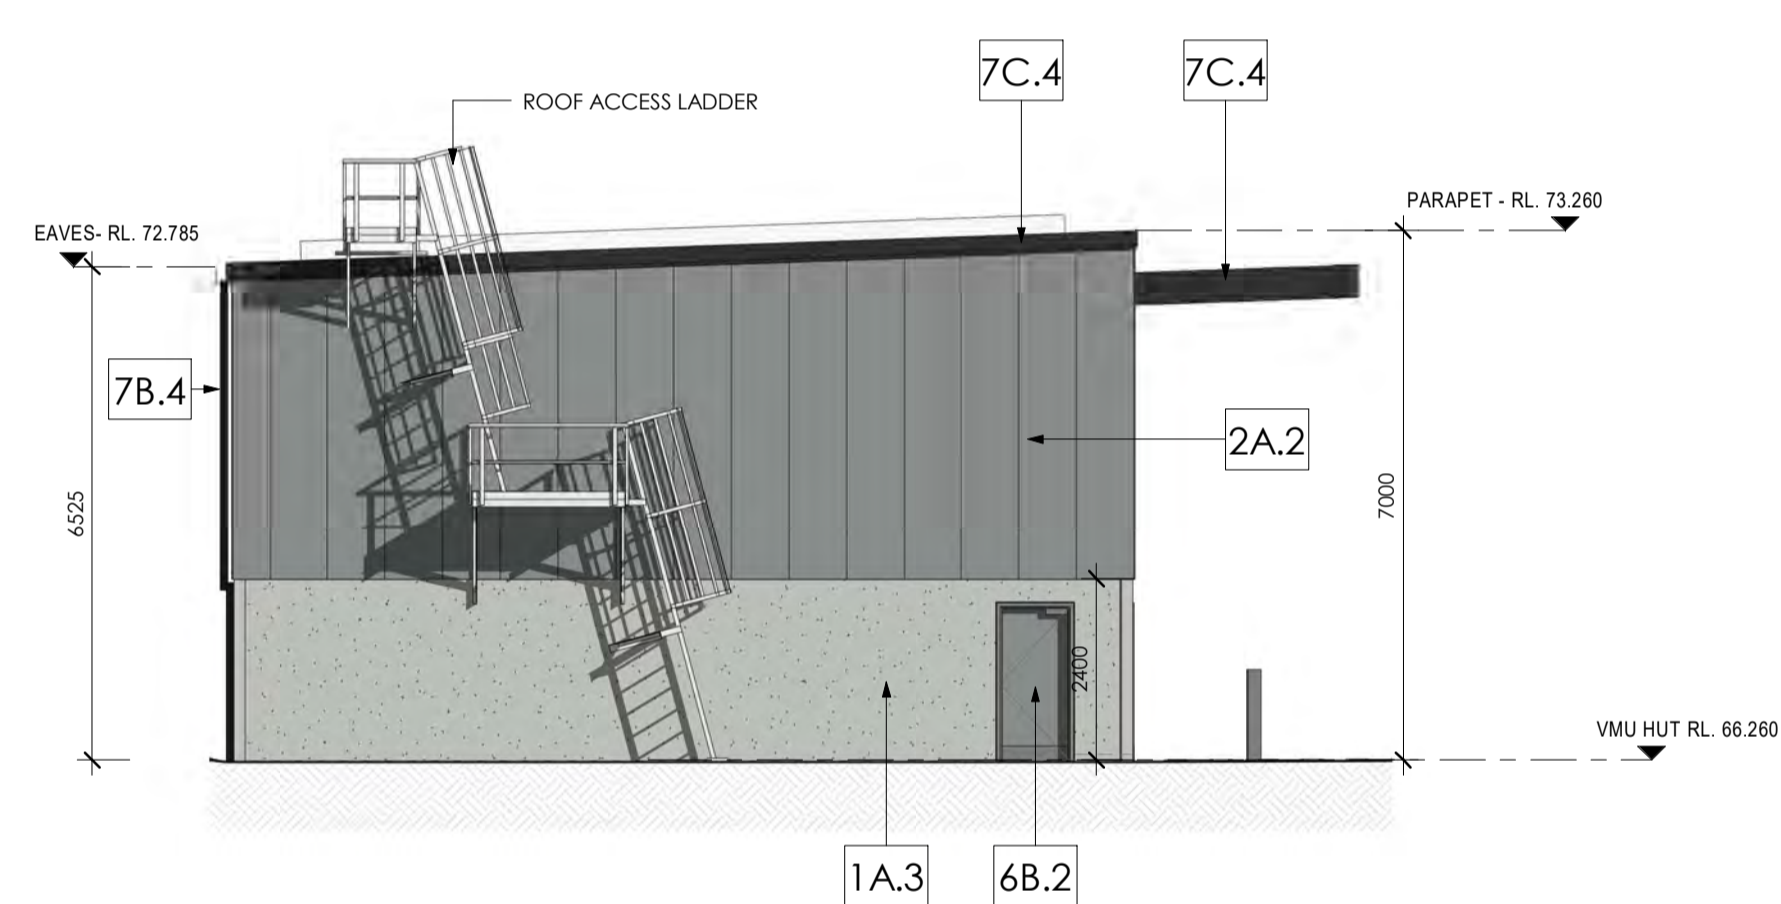 7C.4
7C.4
ROOF ACCESS LADDER
PARAPET - RL. 73.260
EAVES- RL. 72.785
7B.4
2A.2
6525
7000
2400
VMU HUT RL. 66.260
1A.3
6B.2